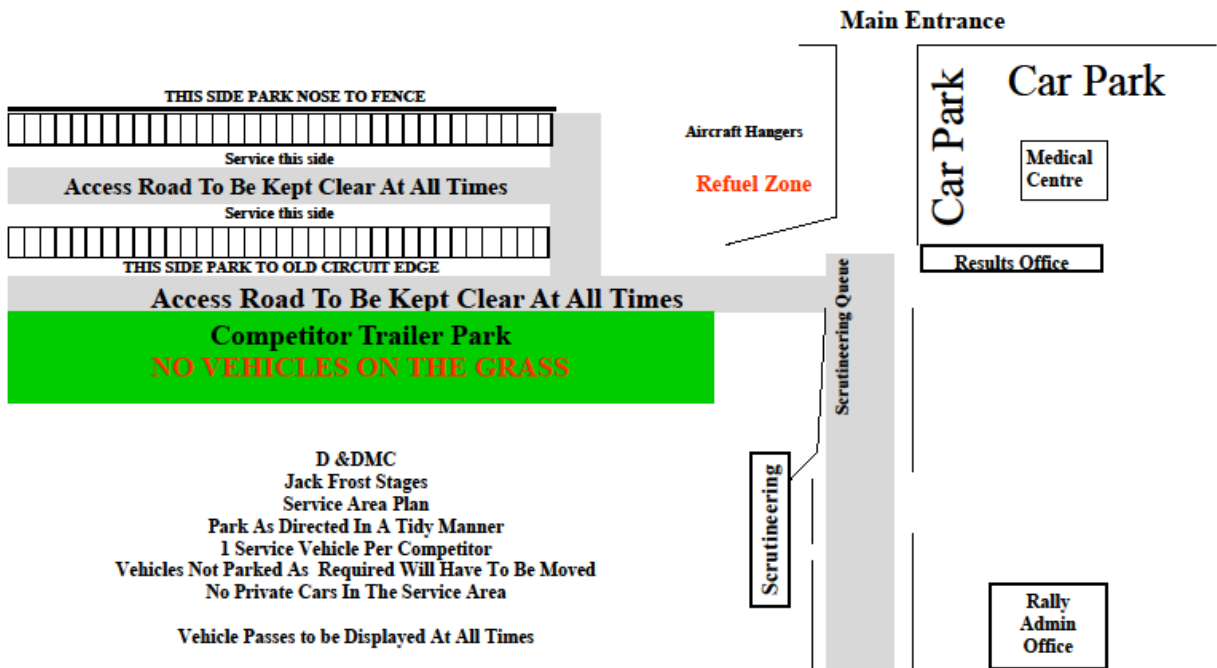 Main Entrance
Car Park
Car Park
THIS SIDE PARK NOSE TO FENCE
Aircraft Hangers
Service this side
Medical
Centre
Access Road To Be Kept Clear At All Times
Refuel Zone
Service this side
THIS SIDE PARK TO OLD CIRCUIT EDGE
Results Office
Access Road To Be Kept Clear At All Times
Scrutineering Queue
Competitor Trailer Park
NO VEHICLES ON THE GRASS
D &DMC
Jack Frost Stages
Service Area Plan
Park As Directed In A Tidy Manner
1 Service Vehicle Per Competitor
Vehicles Not Parked As Required Will Have To Be Moved
No Private Cars In The Service Area
Vehicle Passes to be Displayed At All Times
Scrutineering
Rally
Admin
Office